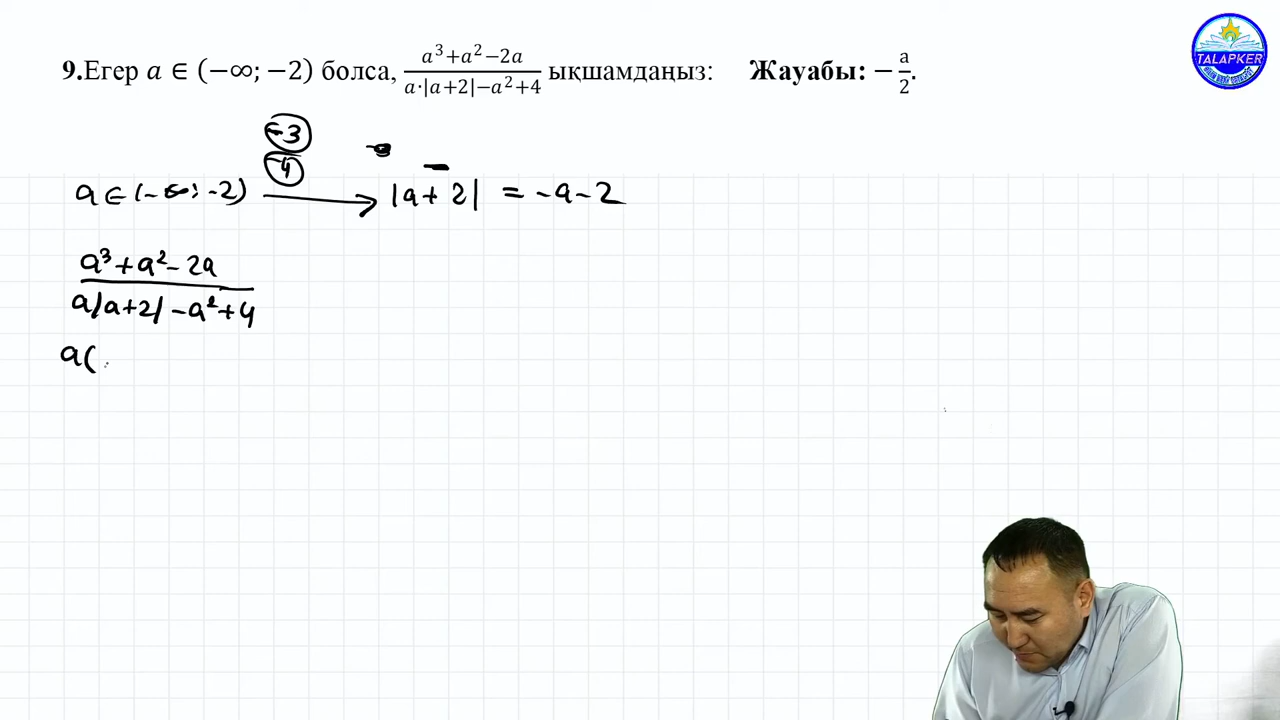 9.Егер a ∈ (−∞; −2) болса, (a³+a²−2a)/(a·|a+2|−a²+4) ықшамдаңыз: Жауабы: −a/2.
TALAPKER
-3
-4
a ∈ (-∞; -2) → |a+2| = -a-2
a³+a²-2a
a|a+2|-a²+4
a(